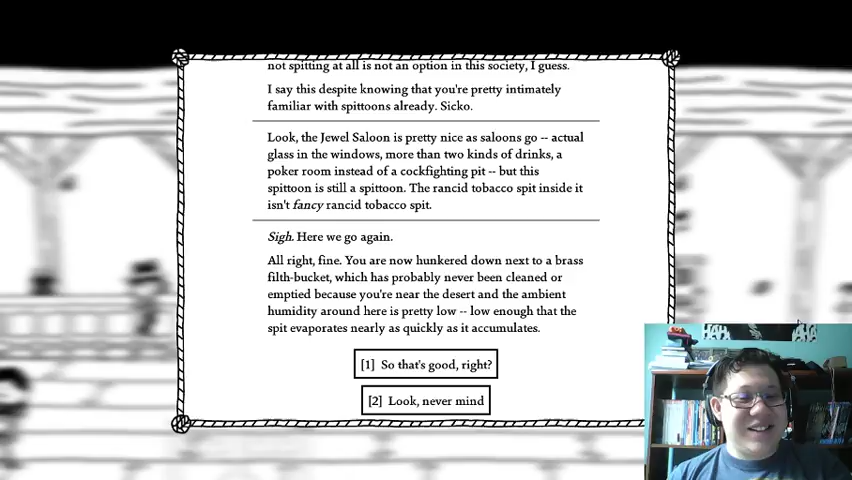 not spitting at all is not an option in this society, I guess.
I say this despite knowing that you're pretty intimately
familiar with spittoons already. Sicko.
Look, the Jewel Saloon is pretty nice as saloons go -- actual
glass in the windows, more than two kinds of drinks, a
poker room instead of a cockfighting pit -- but this
spittoon is still a spittoon. The rancid tobacco spit inside it
isn't fancy rancid tobacco spit.
Sigh. Here we go again.
All right, fine. You are now hunkered down next to a brass
filth-bucket, which has probably never been cleaned or
emptied because you're near the desert and the ambient
humidity around here is pretty low -- low enough that the
spit evaporates nearly as quickly as it accumulates.
[1] So that's good, right?
[2] Look, never mind